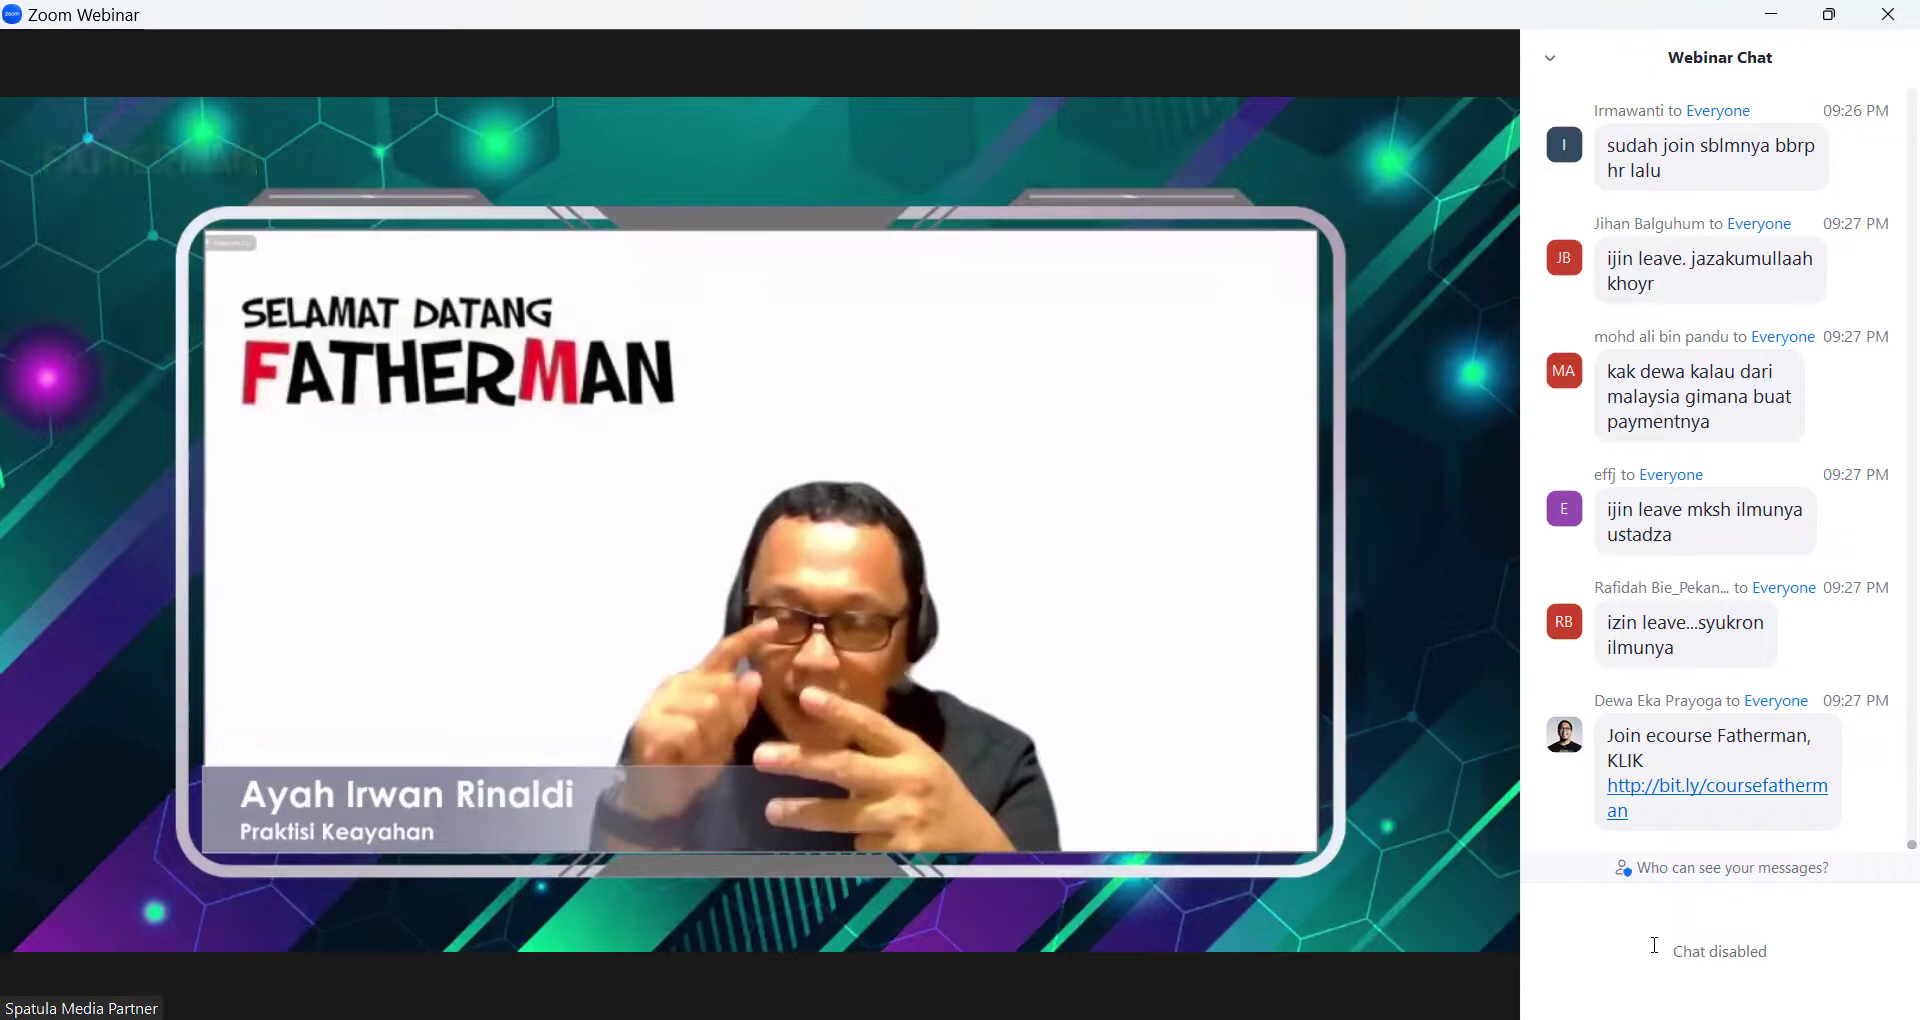 Zoom Webinar
FATHERMAN
SELAMAT DATANG
FATHERMAN
Ayah Irwan Rinaldi
Praktisi Keayahan
Spatula Media Partner
Webinar Chat
Irmawanti to Everyone 09:26 PM
I
sudah join sblmnya bbrp
hr lalu
Jihan Balguhum to Everyone 09:27 PM
JB
ijin leave. jazakumullaah
khoyr
mohd ali bin pandu to Everyone 09:27 PM
MA
kak dewa kalau dari
malaysia gimana buat
paymentnya
effj to Everyone 09:27 PM
E
ijin leave mksh ilmunya
ustadza
Rafidah Bie_Pekan... to Everyone 09:27 PM
RB
izin leave...syukron
ilmunya
Dewa Eka Prayoga to Everyone 09:27 PM
Join ecourse Fatherman,
KLIK
http://bit.ly/coursefatherm
an
Who can see your messages?
Chat disabled